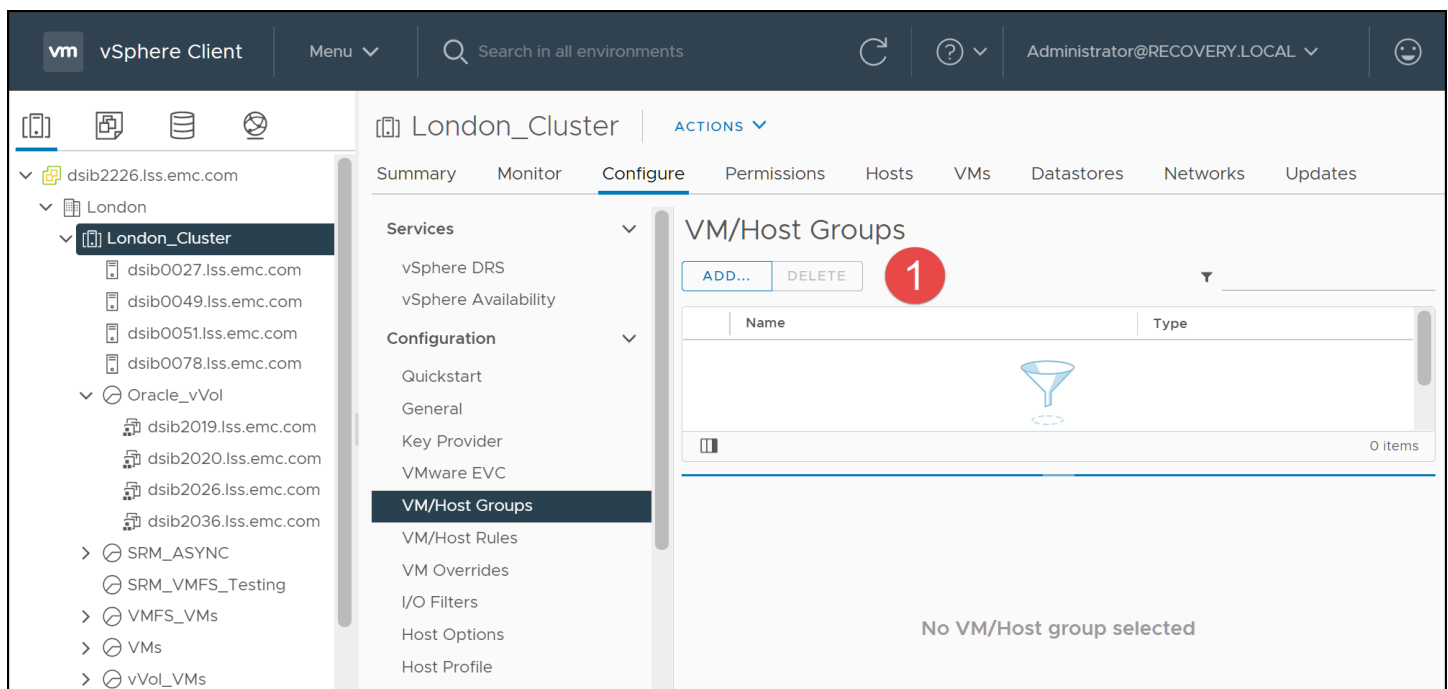 vm vSphere Client Menu Search in all environments Administrator@RECOVERY.LOCAL
London_Cluster ACTIONS
Summary Monitor Configure Permissions Hosts VMs Datastores Networks Updates
dsib2226.lss.emc.com
London
London_Cluster
dsib0027.lss.emc.com
dsib0049.lss.emc.com
dsib0051.lss.emc.com
dsib0078.lss.emc.com
Oracle_vVol
dsib2019.lss.emc.com
dsib2020.lss.emc.com
dsib2026.lss.emc.com
dsib2036.lss.emc.com
SRM_ASYNC
SRM_VMFS_Testing
VMFS_VMs
VMs
vVol_VMs
Services
vSphere DRS
vSphere Availability
Configuration
Quickstart
General
Key Provider
VMware EVC
VM/Host Groups
VM/Host Rules
VM Overrides
I/O Filters
Host Options
Host Profile
VM/Host Groups
ADD... DELETE 1
Name Type
0 items
No VM/Host group selected